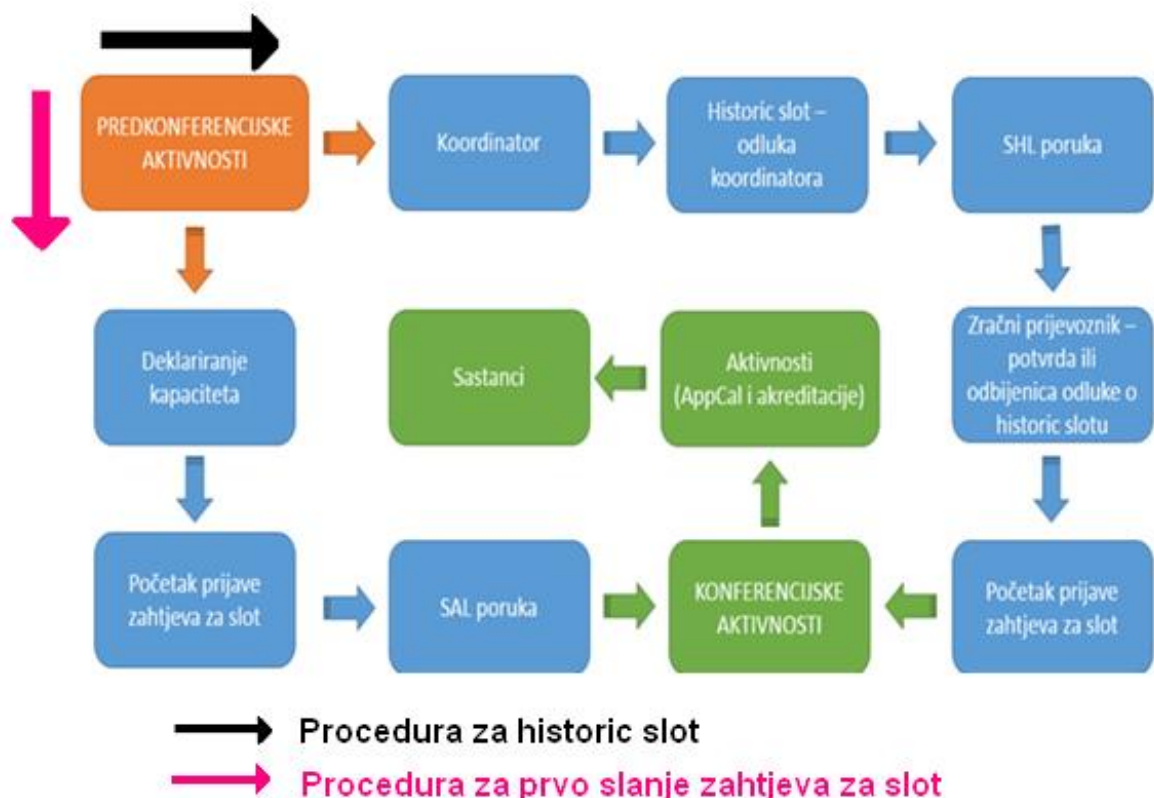 PREDKONFERENCIJSKE
AKTIVNOSTI
Koordinator
Historic slot –
odluka
koordinatora
SHL poruka
Deklariranje
kapaciteta
Sastanci
Aktivnosti
(AppCal i akreditacije)
Zračni prijevoznik –
potvrda ili
odbijenica odluke o
historic slotu
Početak prijave
zahtjeva za slot
SAL poruka
KONFERENCIJSKE
AKTIVNOSTI
Početak prijave
zahtjeva za slot
Procedura za historic slot
Procedura za prvo slanje zahtjeva za slot